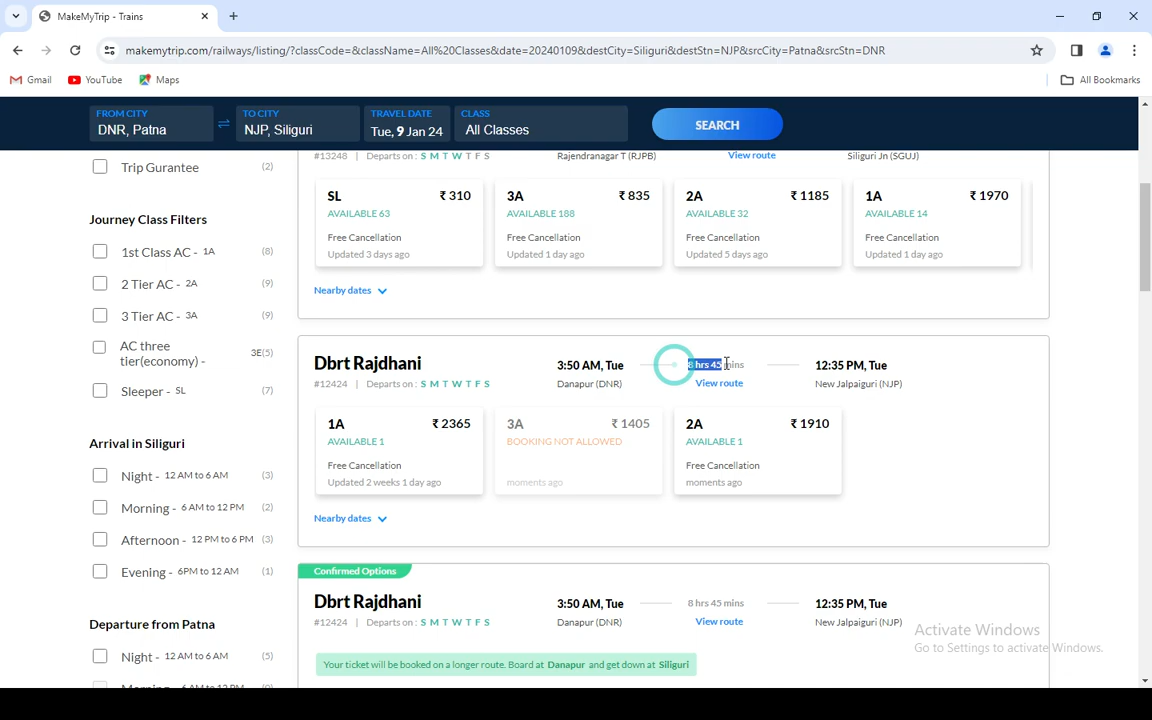 MakeMyTrip - Trains
makemytrip.com/railways/listing/?classCode=&className=All%20Classes&date=20240109&destCity=Siliguri&destStn=NJP&srcCity=Patna&srcStn=DNR
Gmail YouTube Maps All Bookmarks
FROM CITY TO CITY TRAVEL DATE CLASS
DNR, Patna NJP, Siliguri Tue, 9 Jan 24 All Classes SEARCH
#13248 | Departs on : S M T W T F S Rajendranagar T (RJPB) View route Siliguri Jn (SGUJ)
Trip Gurantee (2)
SL ₹ 310 3A ₹ 835 2A ₹ 1185 1A ₹ 1970
AVAILABLE 63 AVAILABLE 188 AVAILABLE 32 AVAILABLE 14
Journey Class Filters
Free Cancellation Free Cancellation Free Cancellation Free Cancellation
Updated 3 days ago Updated 1 day ago Updated 5 days ago Updated 1 day ago
1st Class AC - 1A (8)
2 Tier AC - 2A (9)
Nearby dates
3 Tier AC - 3A (9)
AC three
tier(economy) - 3E(5)
Sleeper - SL (7)
Dbrt Rajdhani 3:50 AM, Tue 8 hrs 45 mins 12:35 PM, Tue
#12424 | Departs on : S M T W T F S Danapur (DNR) View route New Jalpaiguri (NJP)
1A ₹ 2365 3A ₹ 1405 2A ₹ 1910
AVAILABLE 1 BOOKING NOT ALLOWED AVAILABLE 1
Free Cancellation Free Cancellation
Updated 2 weeks 1 day ago moments ago moments ago
Nearby dates
Arrival in Siliguri
Night - 12 AM to 6 AM (3)
Morning - 6 AM to 12 PM (2)
Afternoon - 12 PM to 6 PM (3)
Evening - 6PM to 12 AM (1)
Confirmed Options
Dbrt Rajdhani 3:50 AM, Tue 8 hrs 45 mins 12:35 PM, Tue
#12424 | Departs on : S M T W T F S Danapur (DNR) View route New Jalpaiguri (NJP)
Your ticket will be booked on a longer route. Board at Danapur and get down at Siliguri
Departure from Patna
Night - 12 AM to 6 AM (5)
Morning - 6 AM to 12 PM (0)
Activate Windows
Go to Settings to activate Windows.